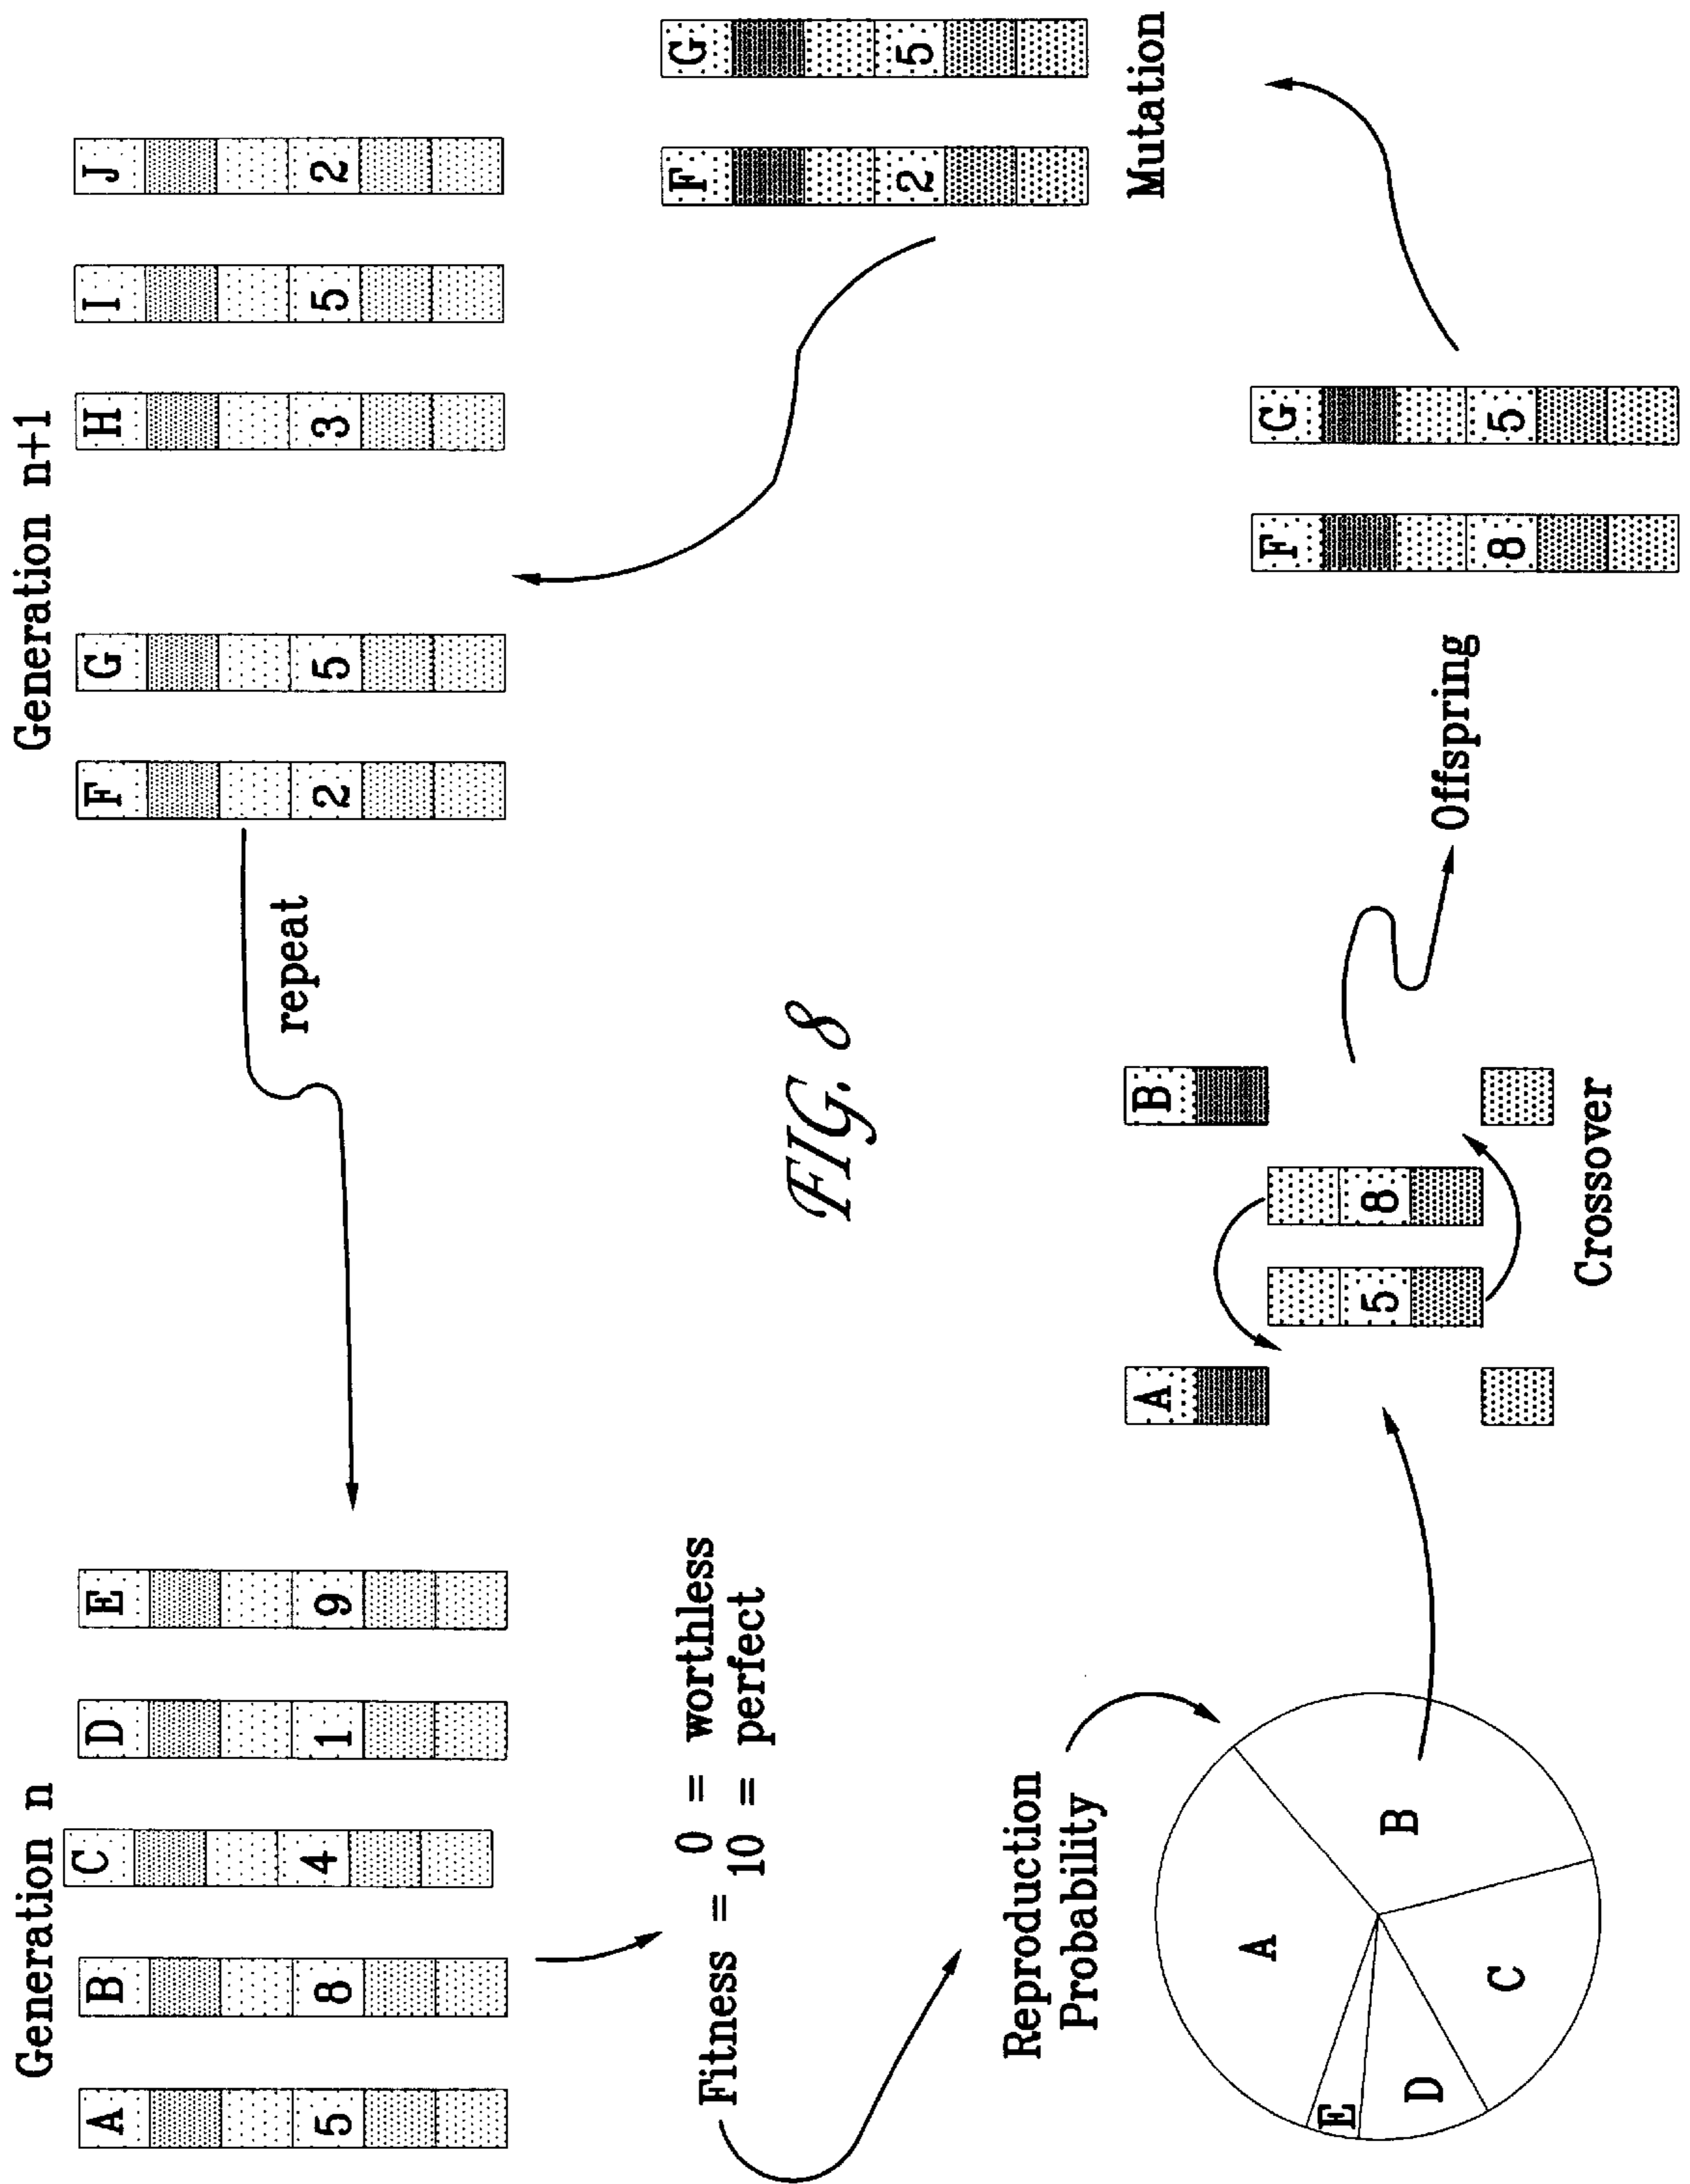 Generation n
A B C D E
5 8 4 1 9
repeat
Generation n+1
F G H I J
2 5 3 5 2
Fitness = 0 = worthless
10 = perfect
Reproduction
Probability
A
B
C
D
E
A B
5 8
Crossover
Offspring
F G
8 5
F G
2 5
Mutation
FIG. 8